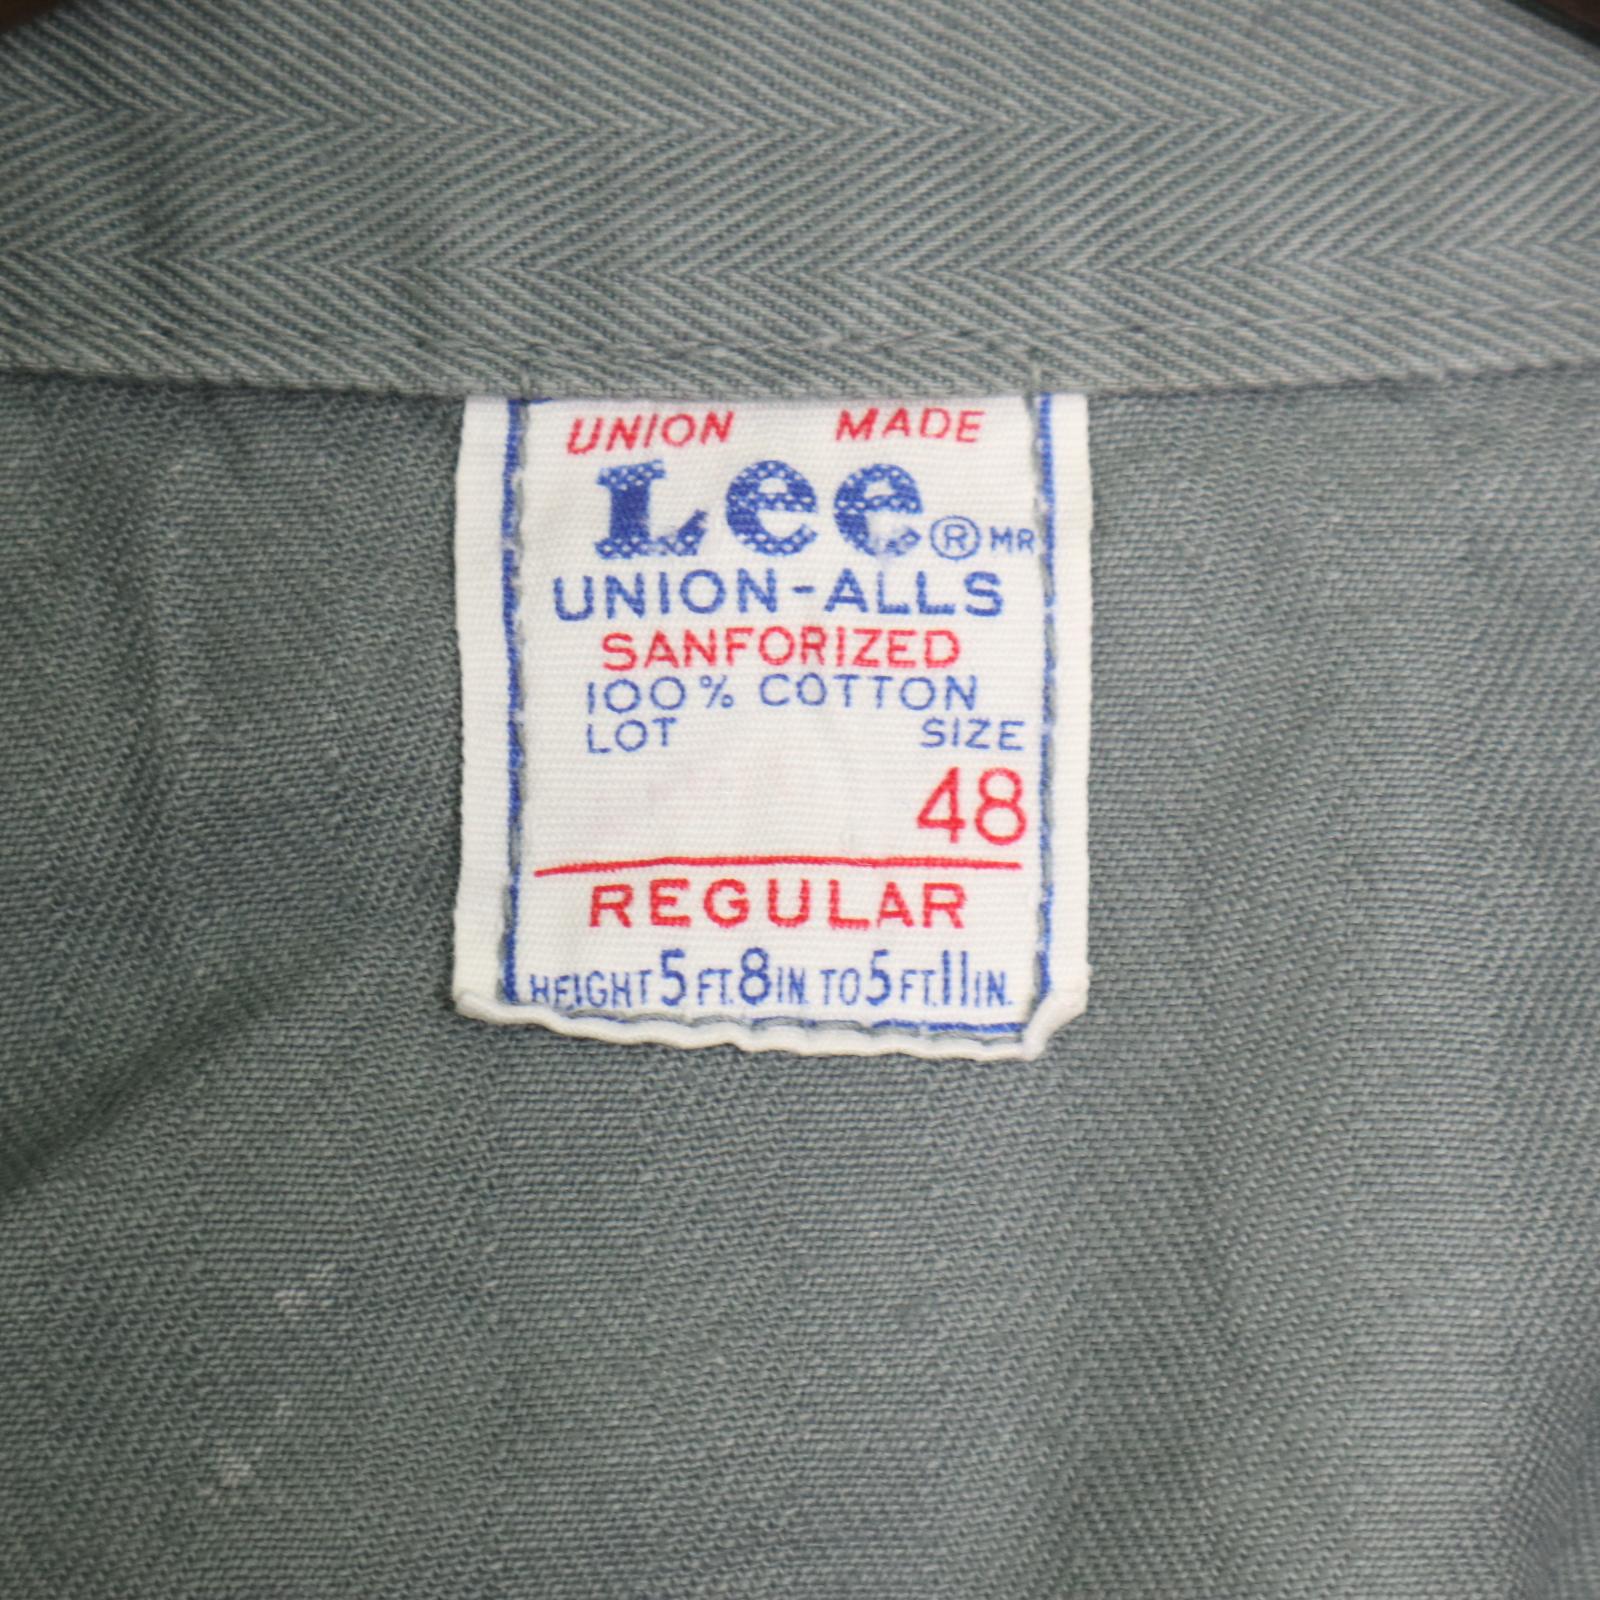 UNION MADE
Lee ® MR
UNION-ALLS
SANFORIZED
100% COTTON
LOT SIZE
48
REGULAR
HEIGHT 5 FT. 8 IN. TO 5 FT. 11 IN.